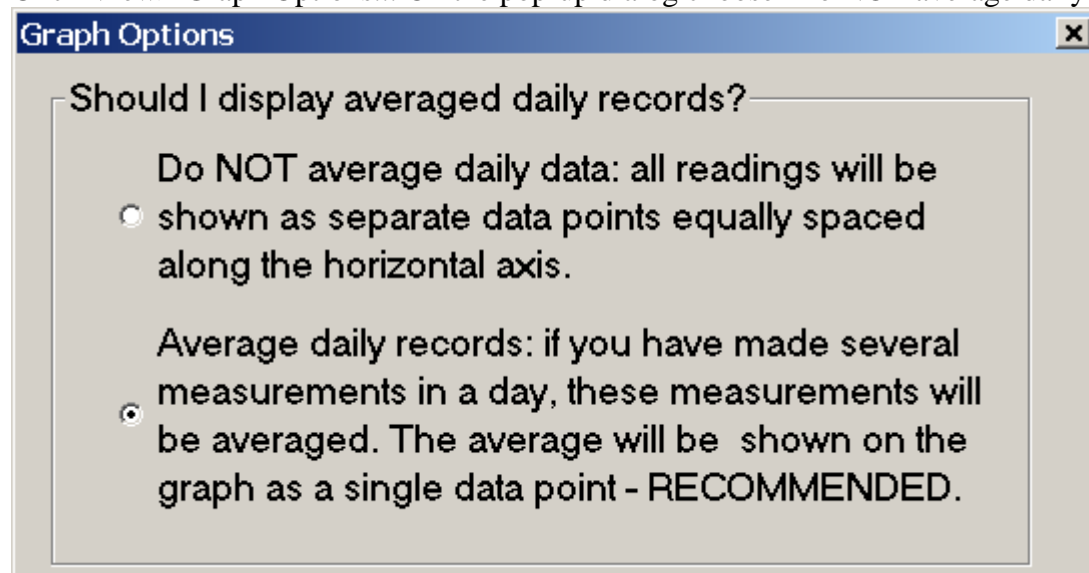 Graph Options
Should I display averaged daily records?
Do NOT average daily data: all readings will be
shown as separate data points equally spaced
along the horizontal axis.
Average daily records: if you have made several
measurements in a day, these measurements will
be averaged. The average will be  shown on the
graph as a single data point - RECOMMENDED.